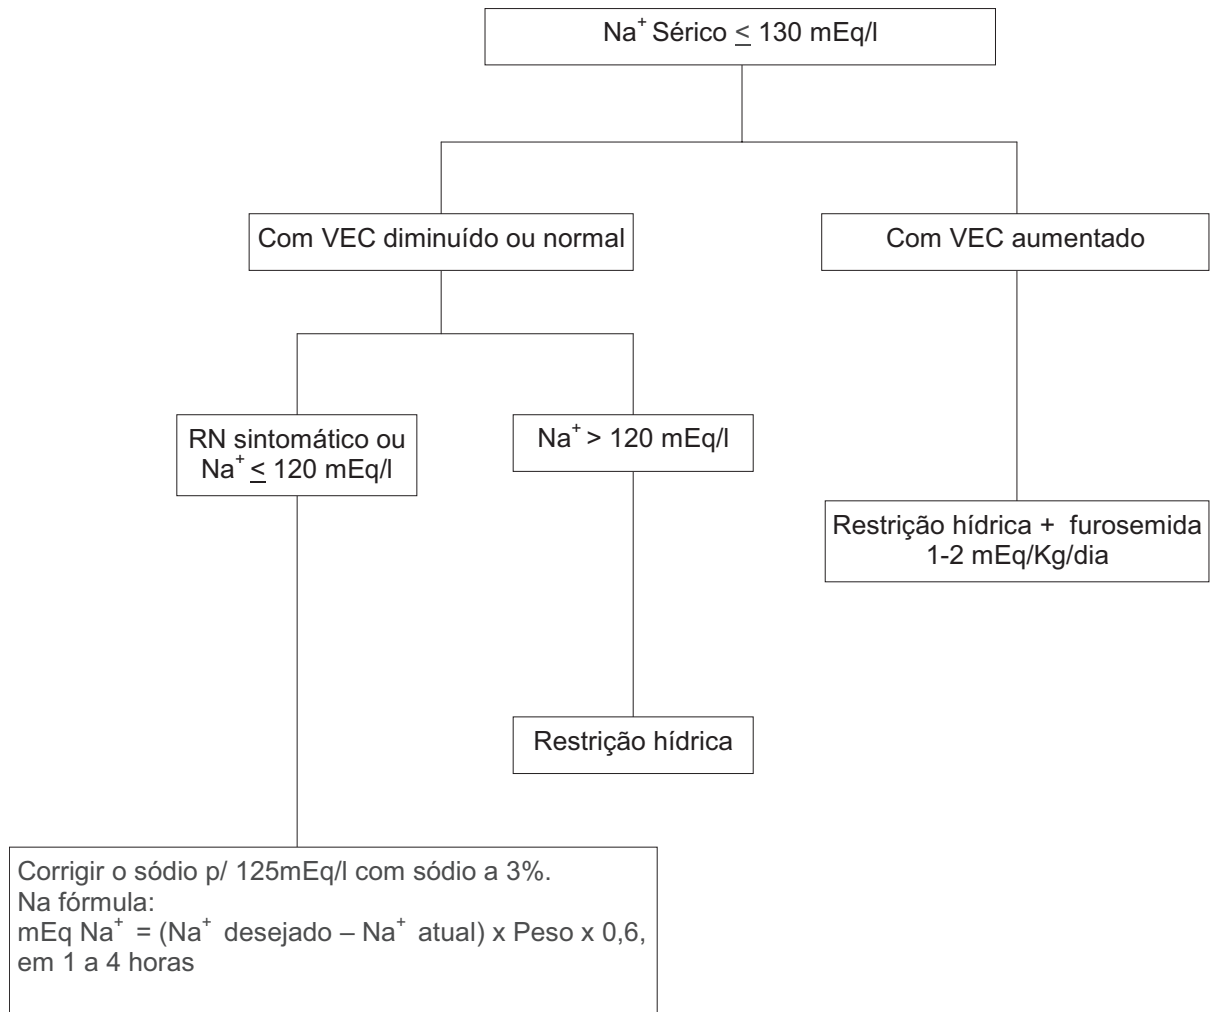 Na⁺ Sérico ≤ 130 mEq/l
Com VEC diminuído ou normal
Com VEC aumentado
RN sintomático ou
Na⁺ ≤ 120 mEq/l
Na⁺ > 120 mEq/l
Restrição hídrica + furosemida
1-2 mEq/Kg/dia
Restrição hídrica
Corrigir o sódio p/ 125mEq/l com sódio a 3%.
Na fórmula:
mEq Na⁺ = (Na⁺ desejado – Na⁺ atual) x Peso x 0,6,
em 1 a 4 horas